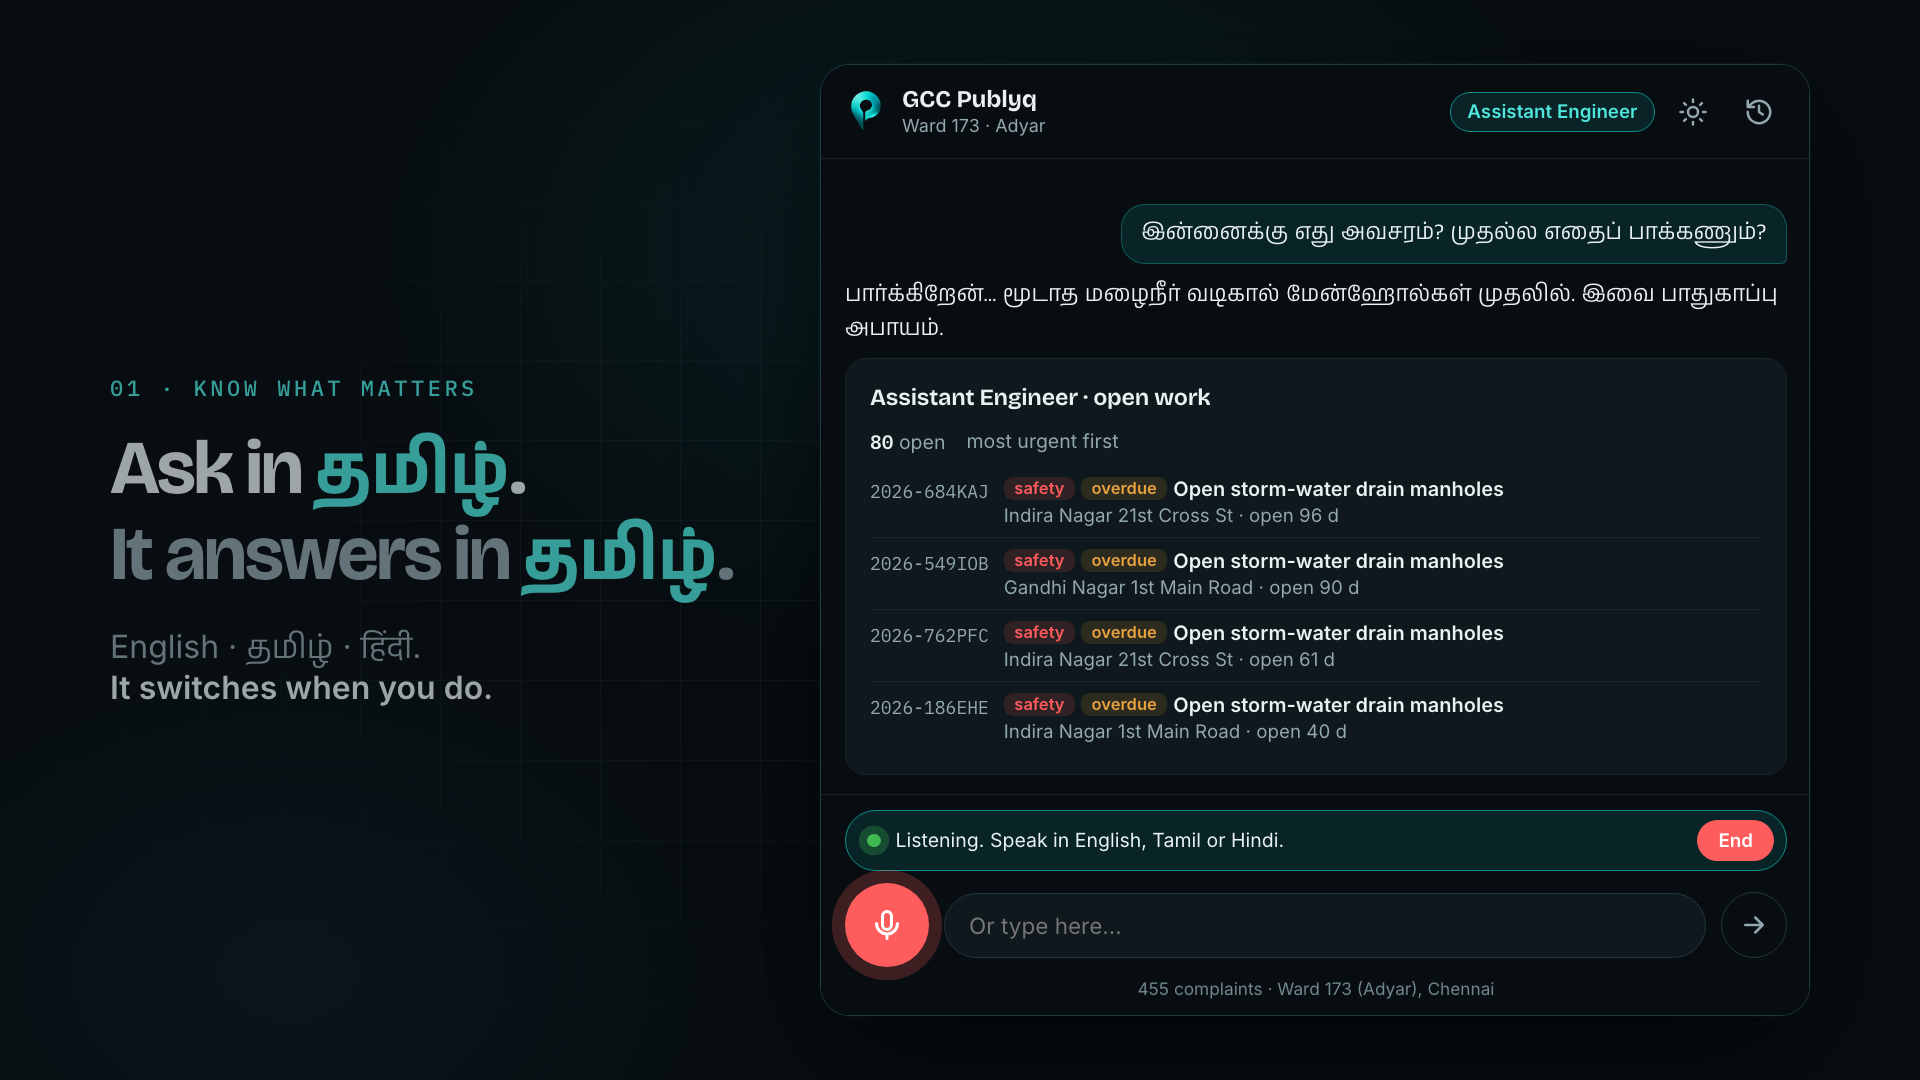 01 · KNOW WHAT MATTERS
Ask in தமிழ்.
It answers in தமிழ்.
English · தமிழ் · हिंदी.
It switches when you do.
GCC Publyq
Ward 173 · Adyar
Assistant Engineer
இன்னைக்கு எது அவசரம்? முதல்ல எதைப் பாக்கணும்?
பார்க்கிறேன்... மூடாத மழைநீர் வடிகால் மேன்ஹோல்கள் முதலில். இவை பாதுகாப்பு
அபாயம்.
Assistant Engineer · open work
80 open most urgent first
2026-684KAJ safety overdue Open storm-water drain manholes
Indira Nagar 21st Cross St · open 96 d
2026-549IOB safety overdue Open storm-water drain manholes
Gandhi Nagar 1st Main Road · open 90 d
2026-762PFC safety overdue Open storm-water drain manholes
Indira Nagar 21st Cross St · open 61 d
2026-186EHE safety overdue Open storm-water drain manholes
Indira Nagar 1st Main Road · open 40 d
Listening. Speak in English, Tamil or Hindi.
End
Or type here...
455 complaints · Ward 173 (Adyar), Chennai